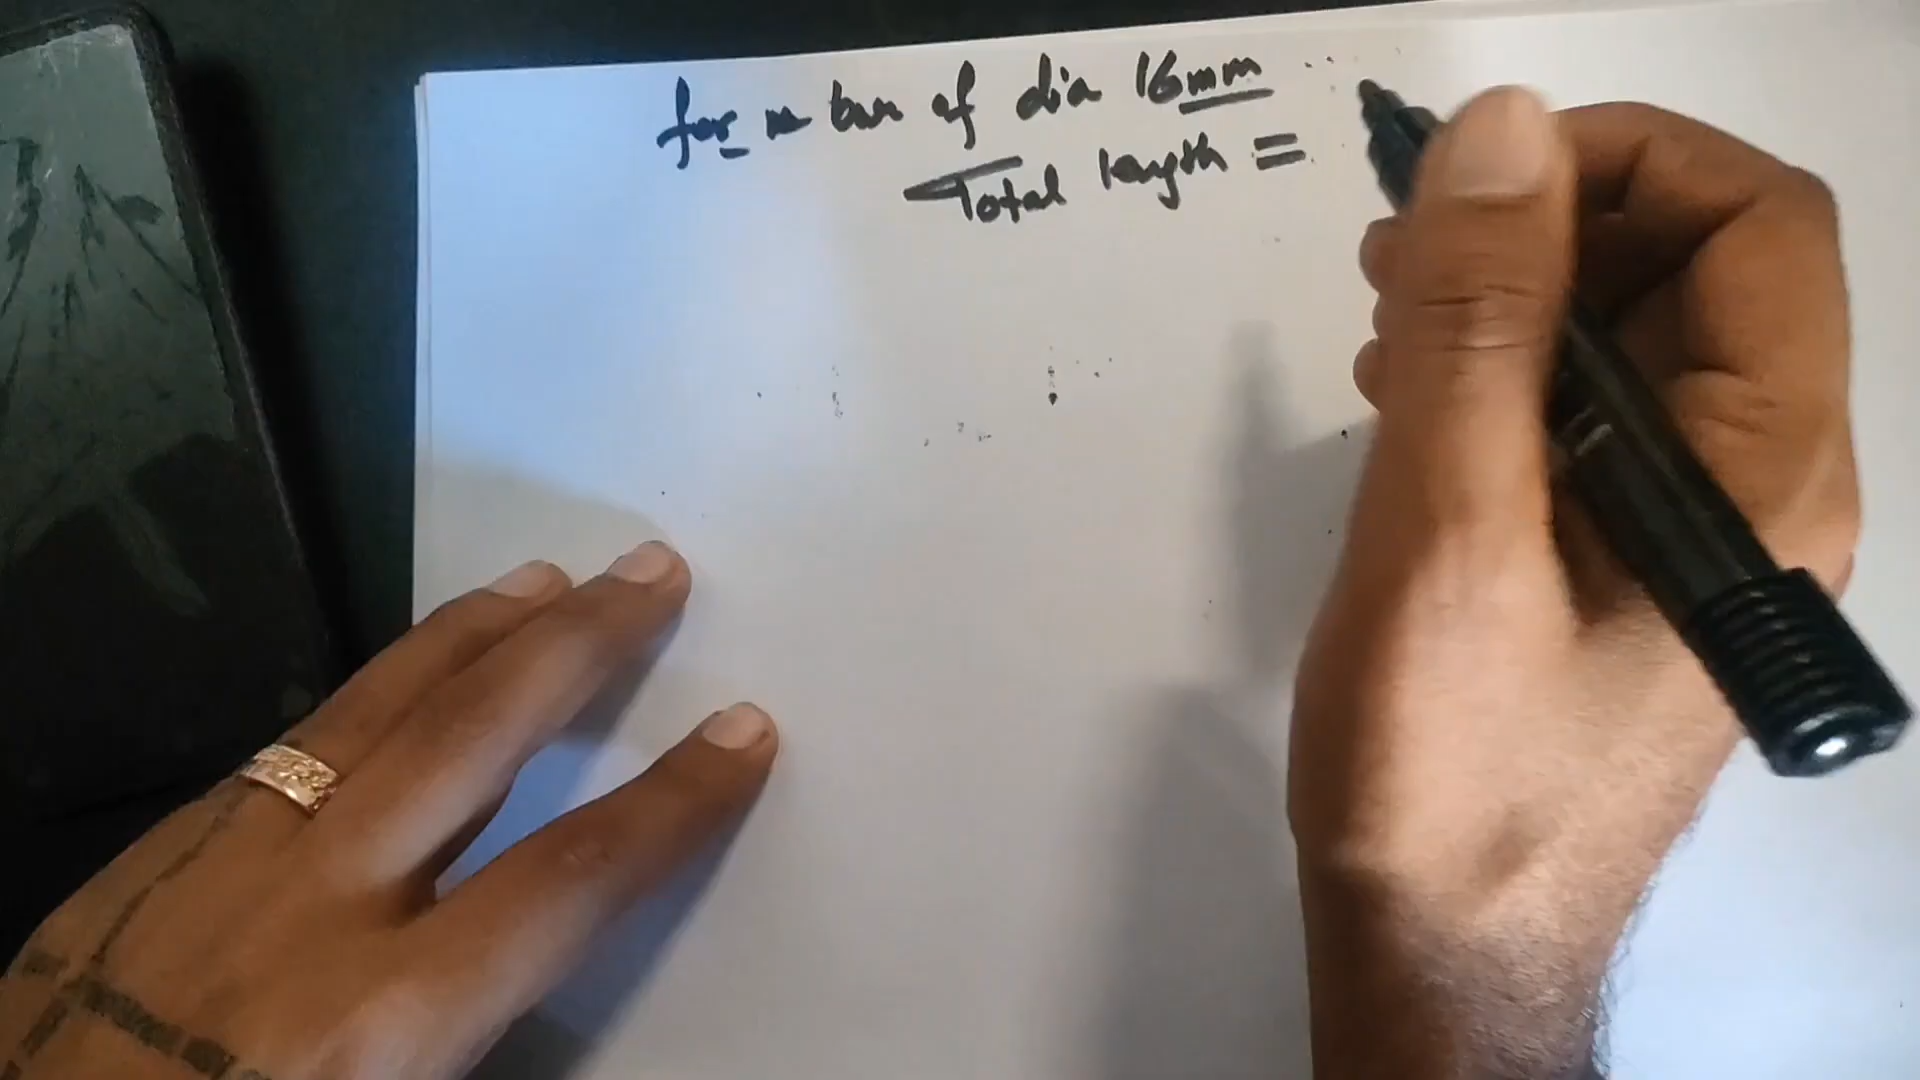 for bar of dia 16mm
Total length =